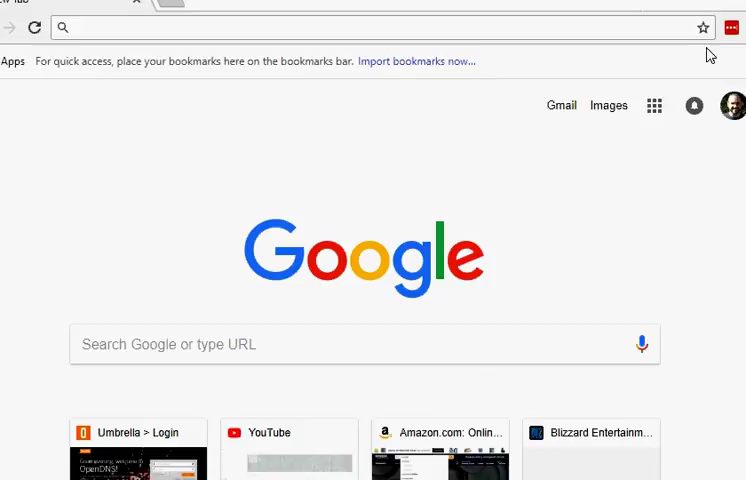 Apps For quick access, place your bookmarks here on the bookmarks bar. Import bookmarks now...
Gmail Images
Google
Search Google or type URL
Umbrella > Login YouTube Amazon.com: Onlin... Blizzard Entertainm...
OpenDNS!